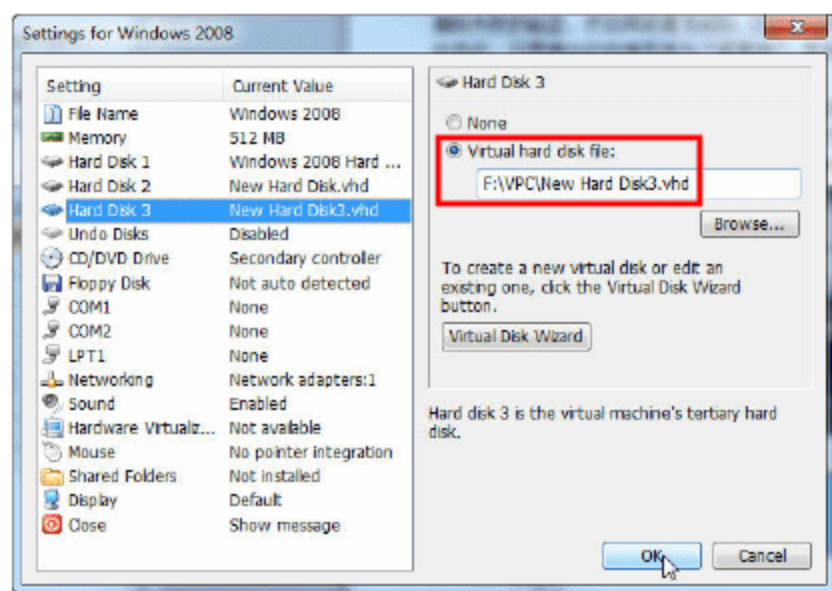 Settings for Windows 2008
Setting Current Value
File Name Windows 2008
Memory 512 MB
Hard Disk 1 Windows 2008 Hard ...
Hard Disk 2 New Hard Disk.vhd
Hard Disk 3 New Hard Disk3.vhd
Undo Disks Disabled
CD/DVD Drive Secondary controller
Floppy Disk Not auto detected
COM1 None
COM2 None
LPT1 None
Networking Network adapters:1
Sound Enabled
Hardware Virtualiz... Not available
Mouse No pointer integration
Shared Folders Not installed
Display Default
Close Show message
Hard Disk 3
None
Virtual hard disk file:
F:\VPC\New Hard Disk3.vhd
Browse...
To create a new virtual disk or edit an
existing one, click the Virtual Disk Wizard
button.
Virtual Disk Wizard
Hard disk 3 is the virtual machine's tertiary hard
disk.
OK
Cancel